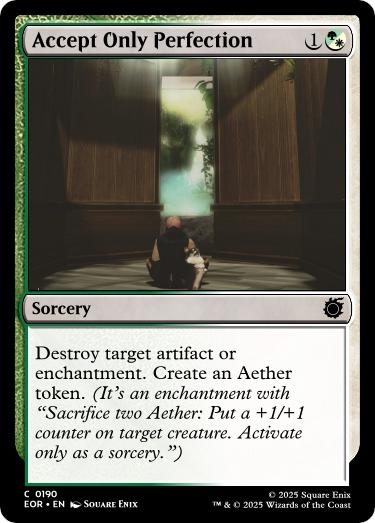 Accept Only Perfection 1
Sorcery
Destroy target artifact or
enchantment. Create an Aether
token. (It's an enchantment with
“Sacrifice two Aether: Put a +1/+1
counter on target creature. Activate
only as a sorcery.”)
C 0190
EOR • EN SQUARE ENIX
© 2025 Square Enix
™ & © 2025 Wizards of the Coast